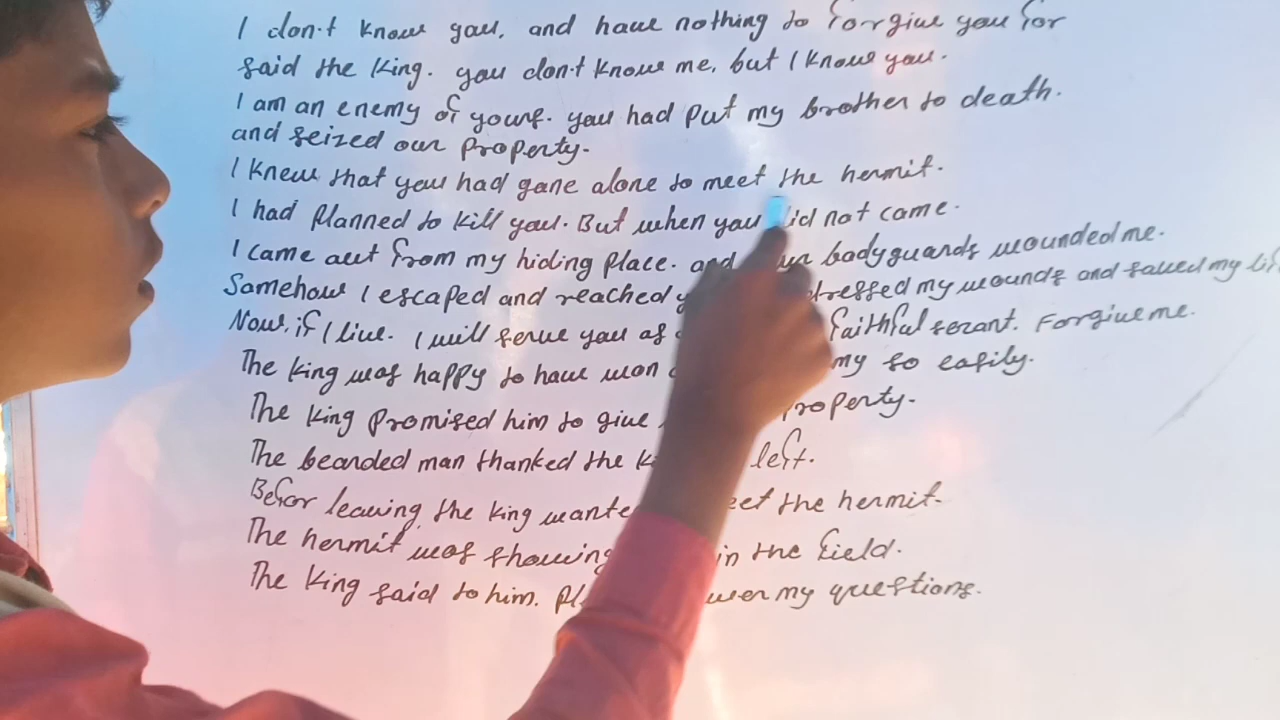 I don't know you, and have nothing to forgive you for
said the King. you don't know me, but I know you.
I am an enemy of yours. you had put my brother to death.
and seized our property.
I knew that you had gone alone to meet the hermit.
I had planned to kill you. But when you did not came.
I came out from my hiding place. and bodyguards wounded me.
Somehow I escaped and reached dressed my wounds and saved my
Now, if I live. I will serve you as faithful serant. Forgive me.
The King was happy to have won so easily.
The King promised him to give property.
The bearded man thanked the left.
Befor leaving the king the hermit.
The hermit was showing in the field.
The King said to him. my questions.